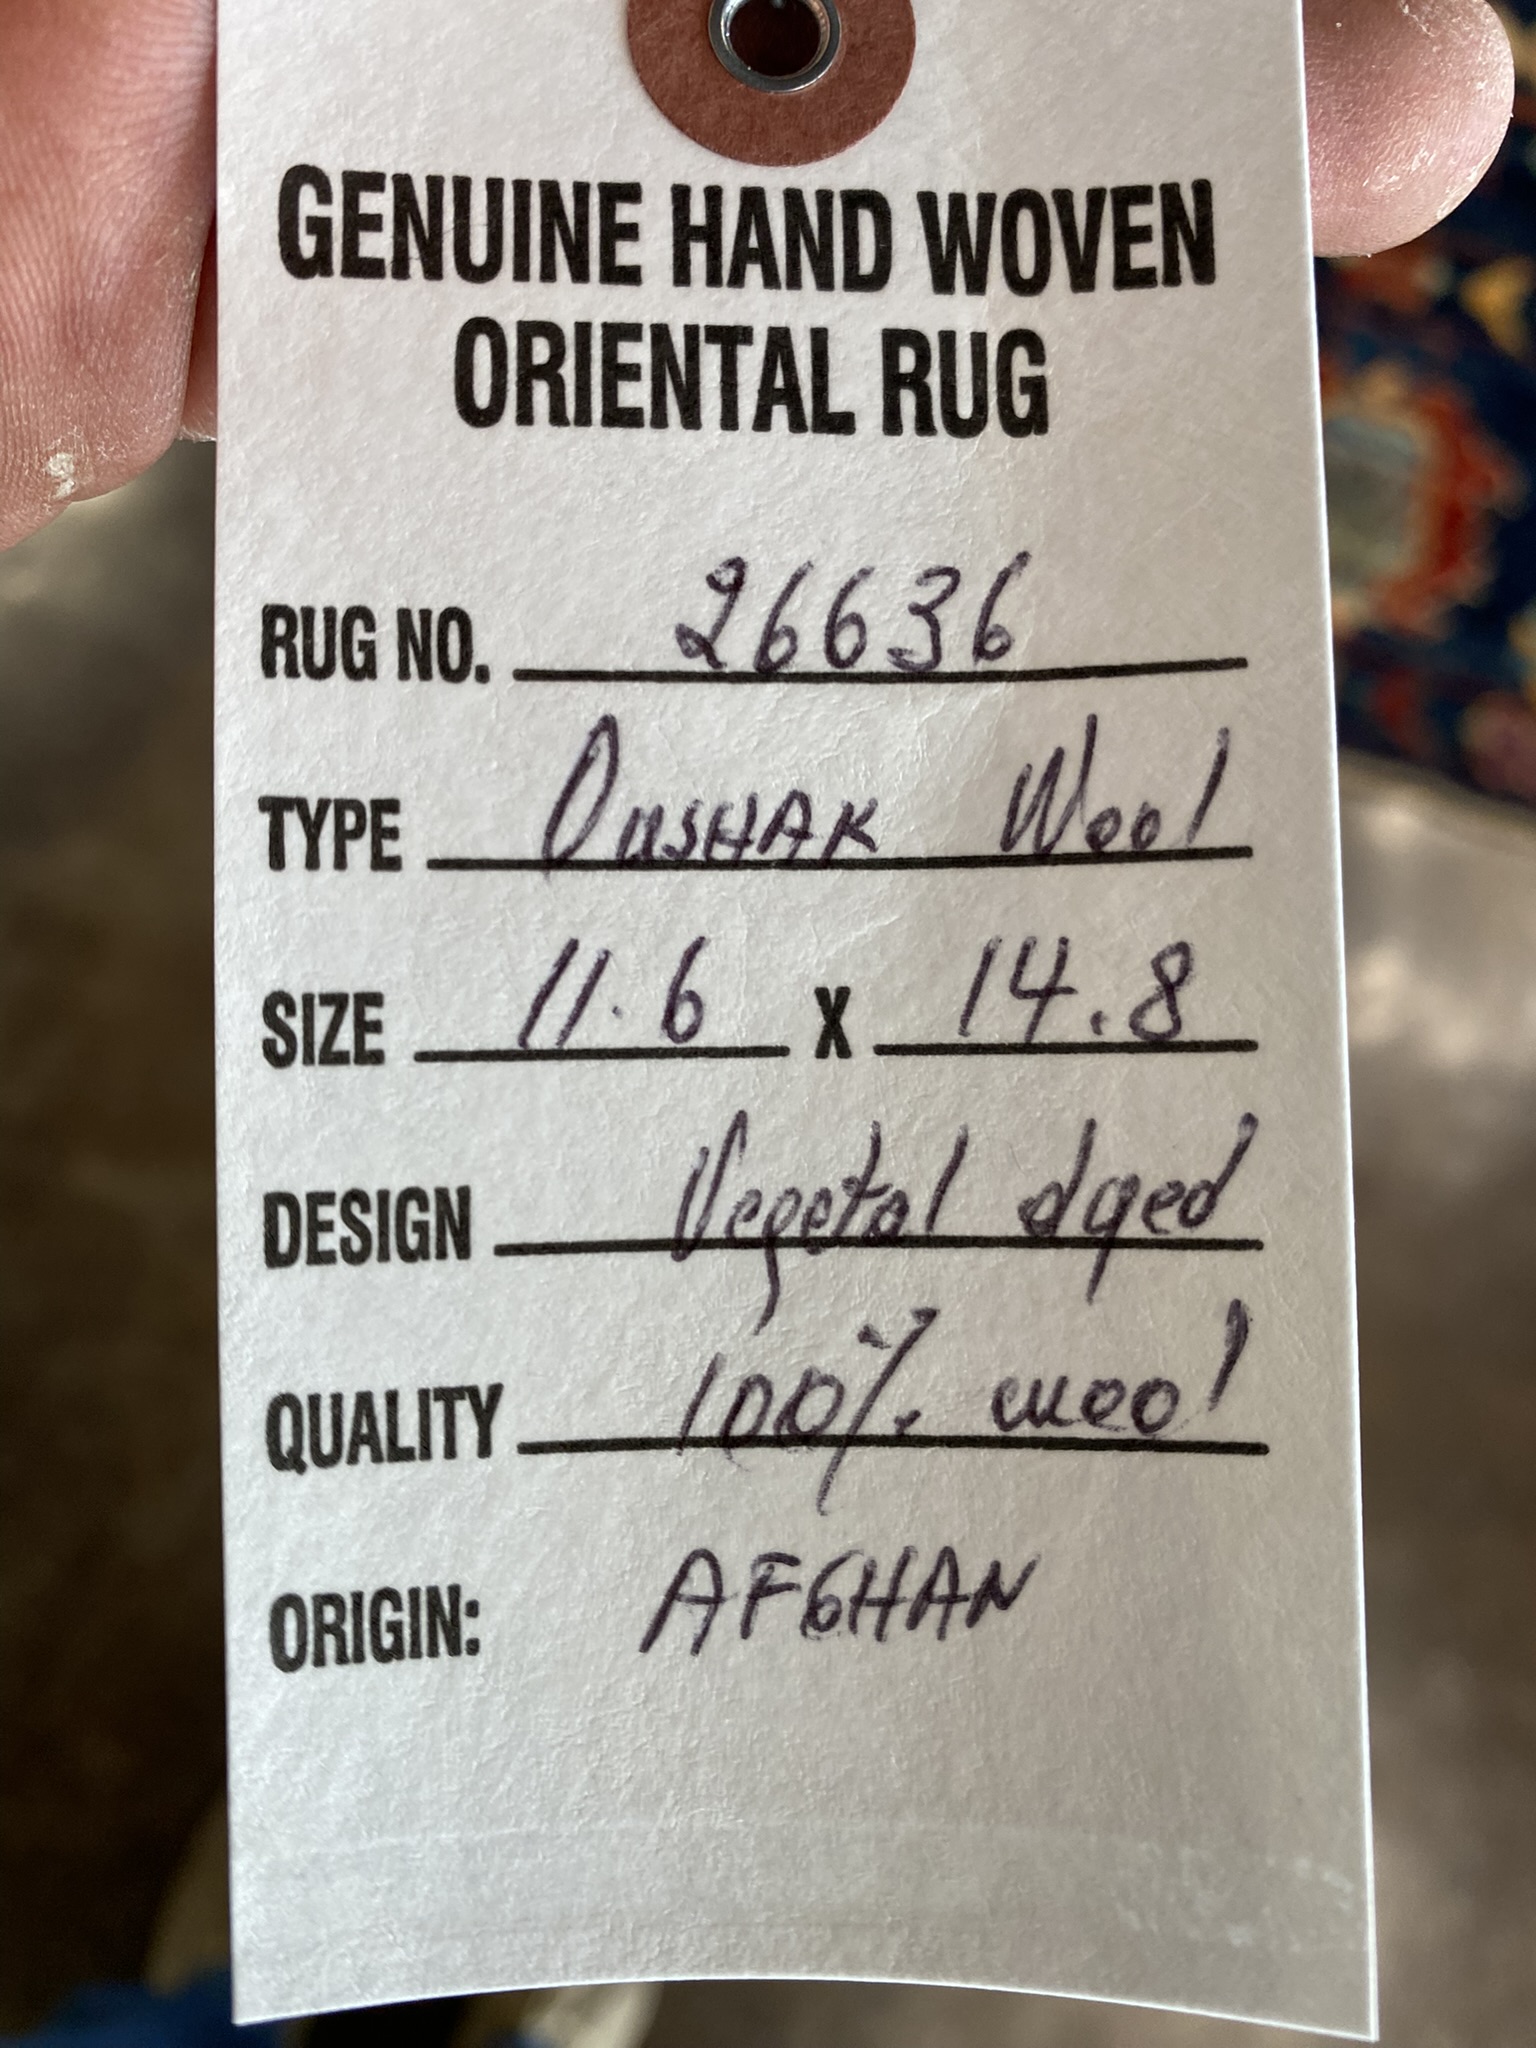 GENUINE HAND WOVEN
ORIENTAL RUG
RUG NO. 26636
TYPE OuSHAK Wool
SIZE 11.6 X 14.8
DESIGN Vegetal dyed
QUALITY 100% wool
ORIGIN: AFGHAN